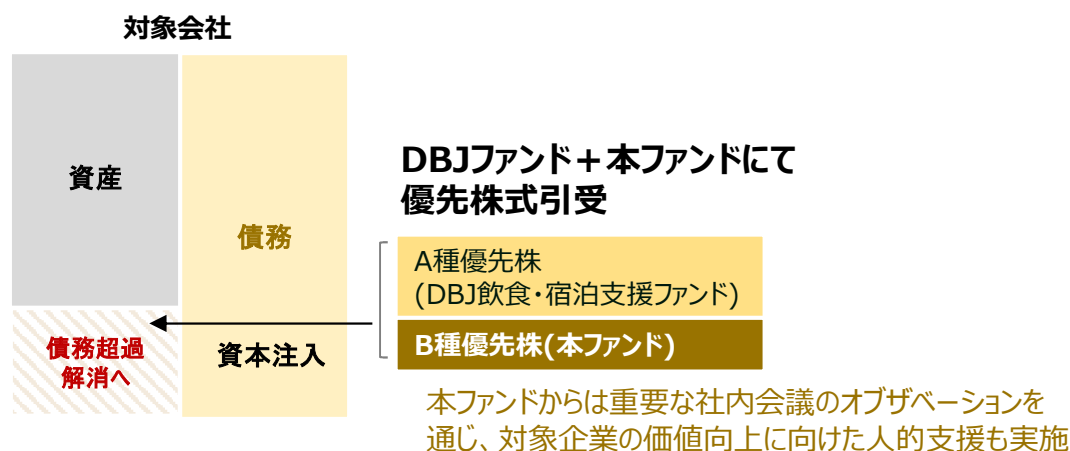 対象会社
資産
債務
債務超過
解消へ
資本注入
DBJファンド＋本ファンドにて
優先株式引受
A種優先株
(DBJ飲食・宿泊支援ファンド)
B種優先株(本ファンド)
本ファンドからは重要な社内会議のオブザベーションを
通じ、対象企業の価値向上に向けた人的支援も実施